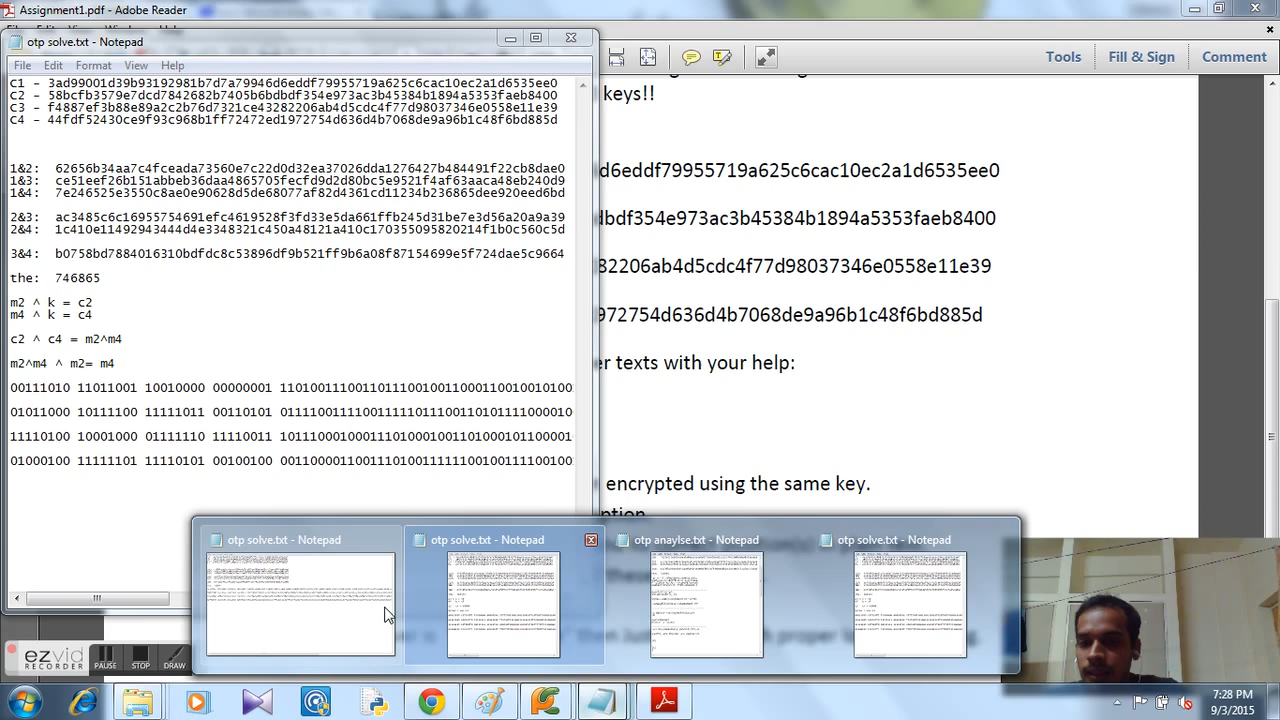 Assignment1.pdf - Adobe Reader
otp solve.txt - Notepad
File Edit Format View Help
Tools Fill & Sign Comment
C1 - 3ad90001d39b93192981b7d7a79946d6eddf79955719a625c6cac10ec2a1d6535ee0
C2 - 58bcfb3579e7dcd7842682b7405b6bdbdf354e973ac3b45384b1894a5353faeb8400
C3 - f4887ef3b88e89a2c2b76d7321ce43282206ab4d5cdc4f77d98037346e0558e11e39
C4 - 44fdf52430ce9f93c968b1ff72472ed1972754d636d4b7068de9a96b1c48f6bd885d
1&2: 62656b34aa7c4fceada73560e7c22d0d32ea37026dda1276427b484491f22cb8dae0
1&3: ce51eef26b151abbeb36daa4865705fecfd9d2d80bc5e9521f4af63aaca48eb240d9
1&4: 7e246525e3550c8ae0e90628d5de68077af82d4361cd11234b236865dee920eed6bd
2&3: ac3485c6c16955754691efc4619528f3fd33e5da661ffb245d31be7e3d56a20a9a39
2&4: 1c410e11492943444d4e3348321c450a48121a410c170355095820214f1b0c560c5d
3&4: b0758bd7884016310bdfdc8c53896df9b521ff9b6a08f87154699e5f724dae5c9664
the: 746865
m2 ^ k = c2
m4 ^ k = c4
c2 ^ c4 = m2^m4
m2^m4 ^ m2= m4
00111010 11011001 10010000 00000001
01011000 10111100 11111011 00110101
11110100 10001000 01111110 11110011
01000100 11111101 11110101 00100100
keys!!
d6eddf79955719a625c6cac10ec2a1d6535ee0
dbdf354e973ac3b45384b1894a5353faeb8400
82206ab4d5cdc4f77d98037346e0558e11e39
972754d636d4b7068de9a96b1c48f6bd885d
er texts with your help:
encrypted using the same key.
otp solve.txt - Notepad
otp solve.txt - Notepad
otp anaylse.txt - Notepad
otp solve.txt - Notepad
ezvid
RECORDER
PAUSE STOP DRAW
7:28 PM
9/3/2015